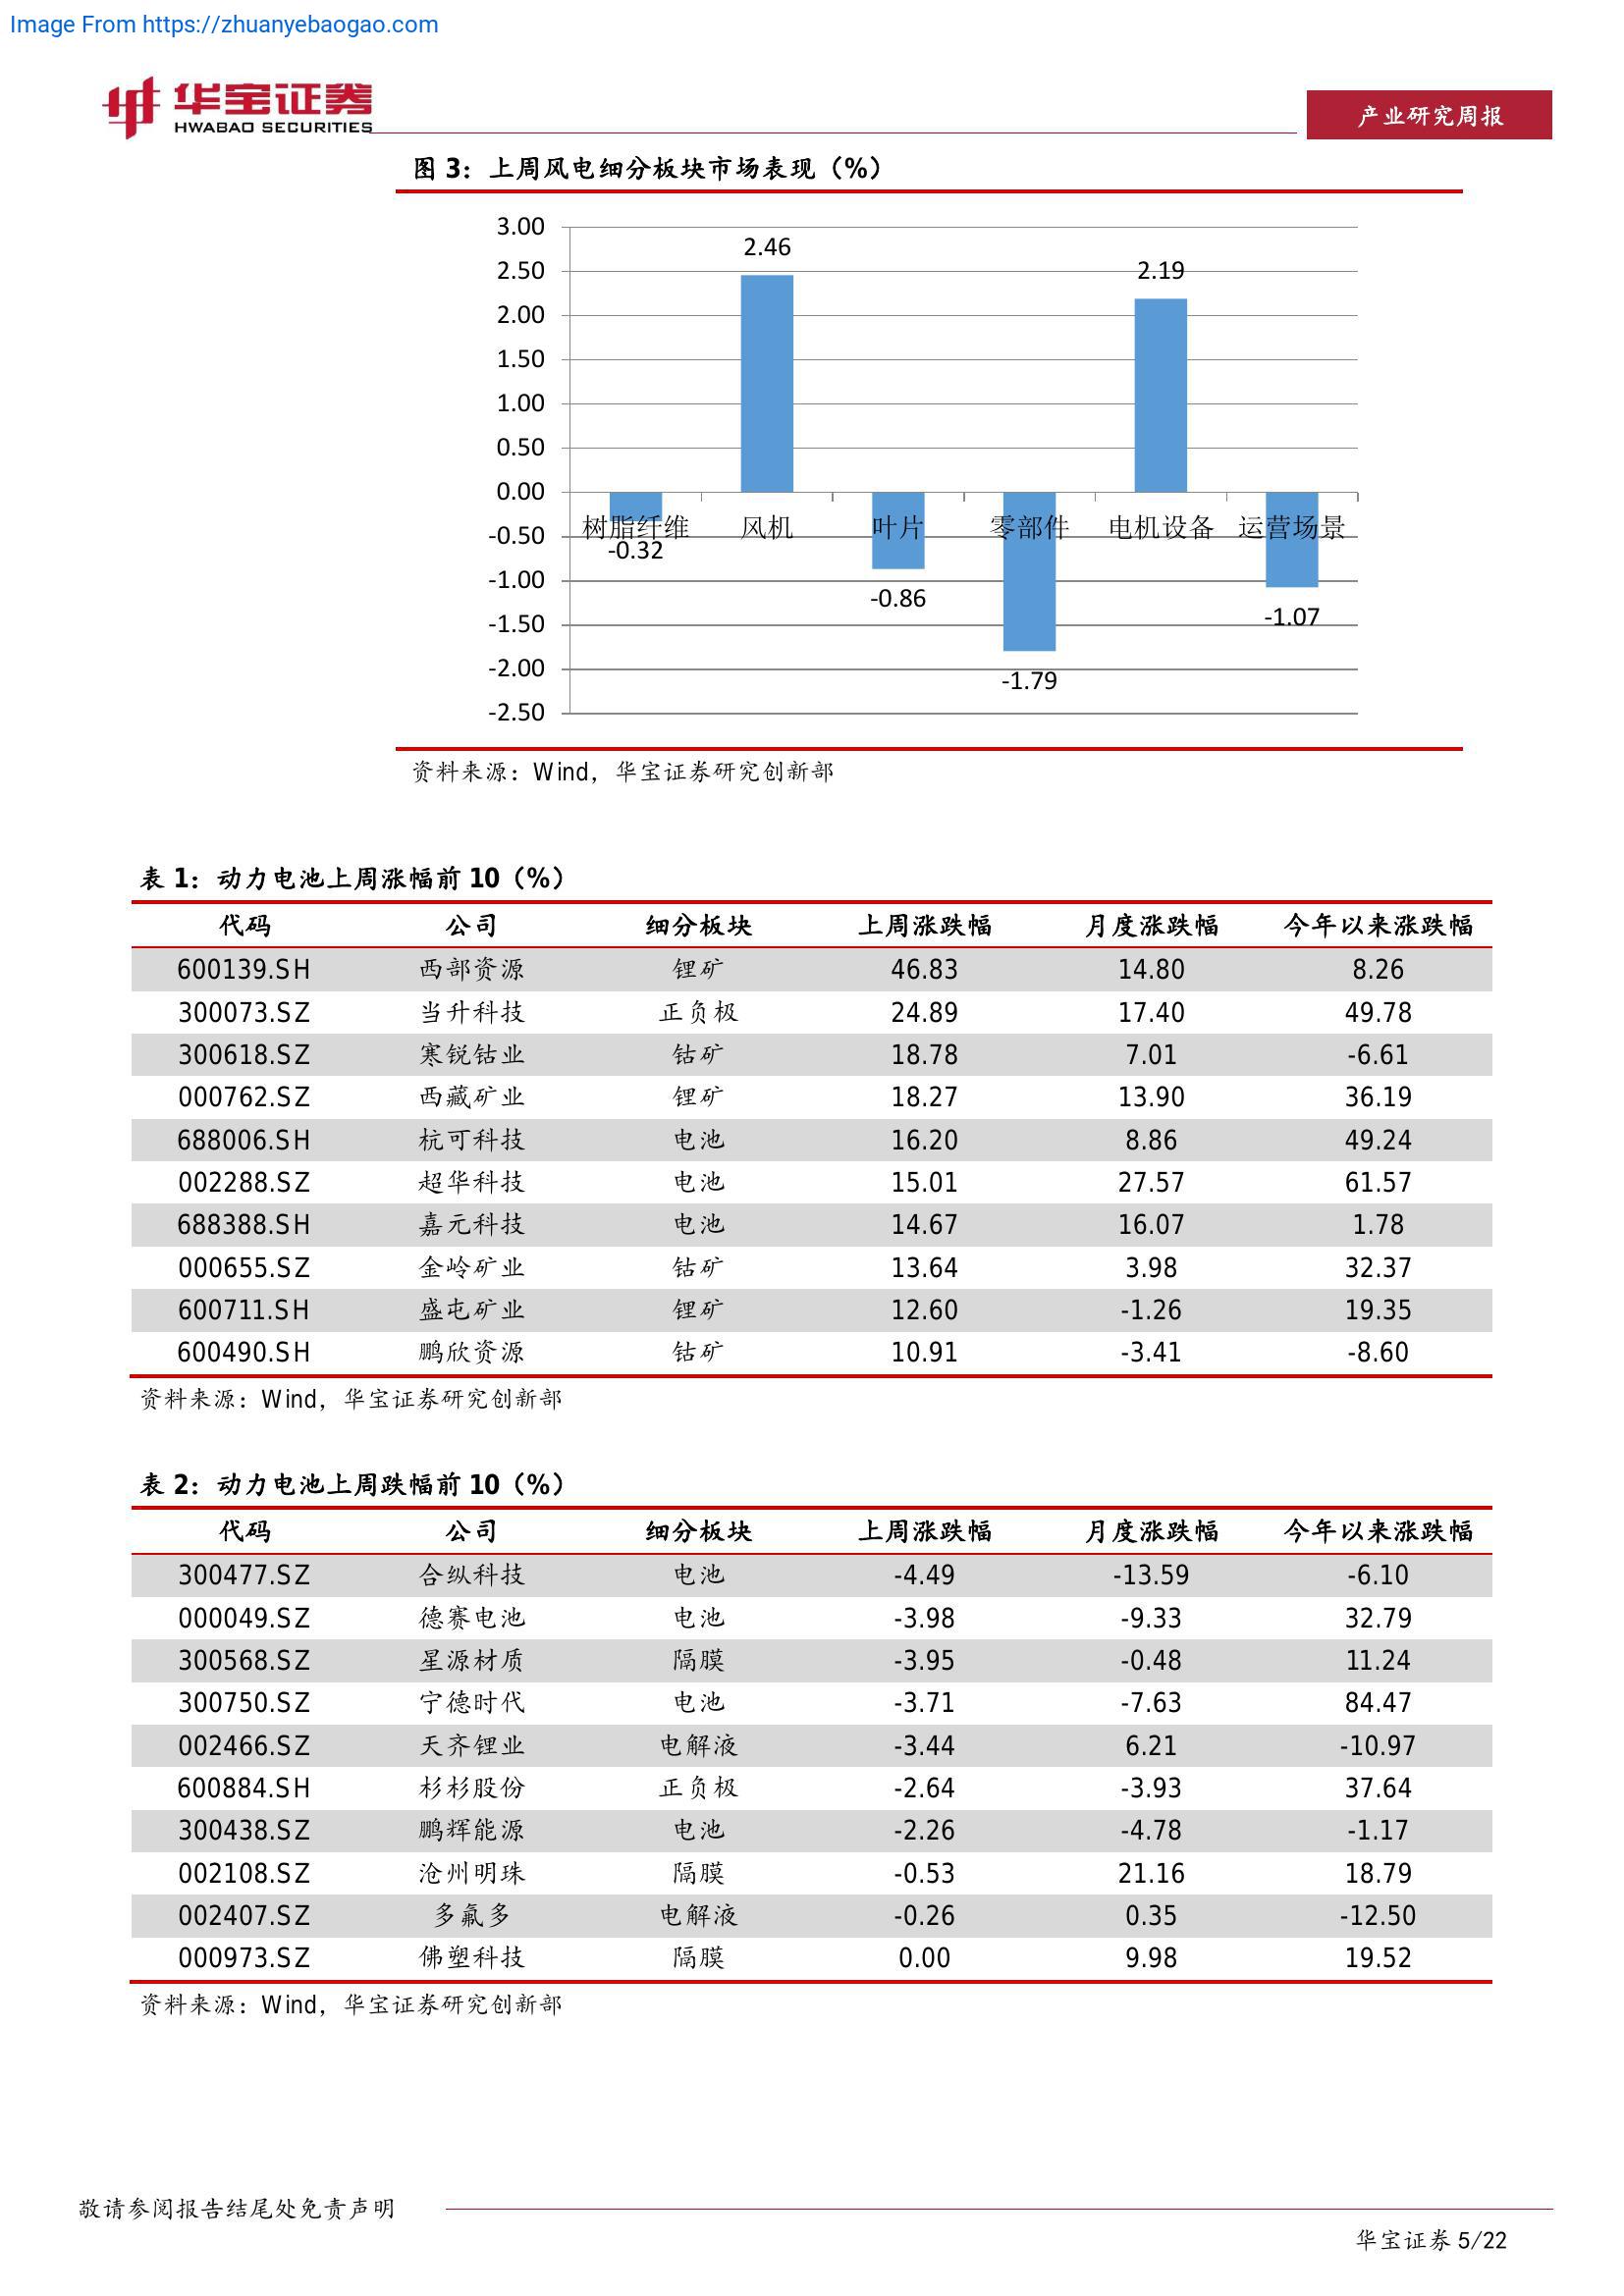 Image From https://zhuanyebaogao.com
华宝证券
HWABAO SECURITIES
产业研究周报
图 3：上周风电细分板块市场表现（%）
3.00
2.50
2.00
1.50
1.00
0.50
0.00
-0.50
-1.00
-1.50
-2.00
-2.50
2.46
2.19
树脂纤维 风机 叶片 零部件 电机设备 运营场景
-0.32
-0.86
-1.07
-1.79
资料来源：Wind，华宝证券研究创新部
表 1：动力电池上周涨幅前 10（%）
代码 公司 细分板块 上周涨跌幅 月度涨跌幅 今年以来涨跌幅
600139.SH 西部资源 锂矿 46.83 14.80 8.26
300073.SZ 当升科技 正负极 24.89 17.40 49.78
300618.SZ 寒锐钴业 钴矿 18.78 7.01 -6.61
000762.SZ 西藏矿业 锂矿 18.27 13.90 36.19
688006.SH 杭可科技 电池 16.20 8.86 49.24
002288.SZ 超华科技 电池 15.01 27.57 61.57
688388.SH 嘉元科技 电池 14.67 16.07 1.78
000655.SZ 金岭矿业 钴矿 13.64 3.98 32.37
600711.SH 盛屯矿业 锂矿 12.60 -1.26 19.35
600490.SH 鹏欣资源 钴矿 10.91 -3.41 -8.60
资料来源：Wind，华宝证券研究创新部
表 2：动力电池上周跌幅前 10（%）
代码 公司 细分板块 上周涨跌幅 月度涨跌幅 今年以来涨跌幅
300477.SZ 合纵科技 电池 -4.49 -13.59 -6.10
000049.SZ 德赛电池 电池 -3.98 -9.33 32.79
300568.SZ 星源材质 隔膜 -3.95 -0.48 11.24
300750.SZ 宁德时代 电池 -3.71 -7.63 84.47
002466.SZ 天齐锂业 电解液 -3.44 6.21 -10.97
600884.SH 杉杉股份 正负极 -2.64 -3.93 37.64
300438.SZ 鹏辉能源 电池 -2.26 -4.78 -1.17
002108.SZ 沧州明珠 隔膜 -0.53 21.16 18.79
002407.SZ 多氟多 电解液 -0.26 0.35 -12.50
000973.SZ 佛塑科技 隔膜 0.00 9.98 19.52
资料来源：Wind，华宝证券研究创新部
敬请参阅报告结尾处免责声明
华宝证券 5/22